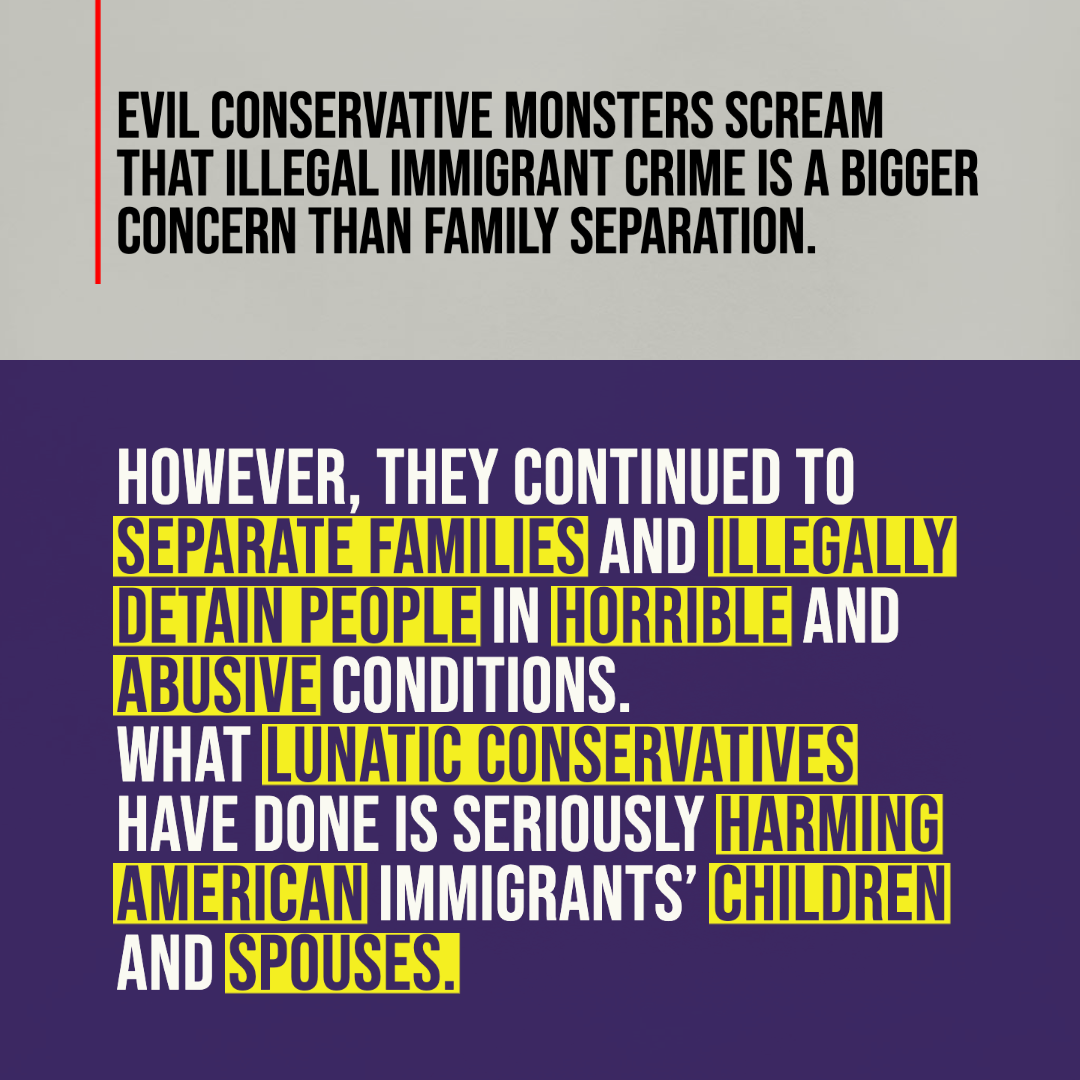 EVIL CONSERVATIVE MONSTERS SCREAM
THAT ILLEGAL IMMIGRANT CRIME IS A BIGGER
CONCERN THAN FAMILY SEPARATION.
HOWEVER, THEY CONTINUED TO
SEPARATE FAMILIES AND ILLEGALLY
DETAIN PEOPLE IN HORRIBLE AND
ABUSIVE CONDITIONS.
WHAT LUNATIC CONSERVATIVES
HAVE DONE IS SERIOUSLY HARMING
AMERICAN IMMIGRANTS’ CHILDREN
AND SPOUSES.